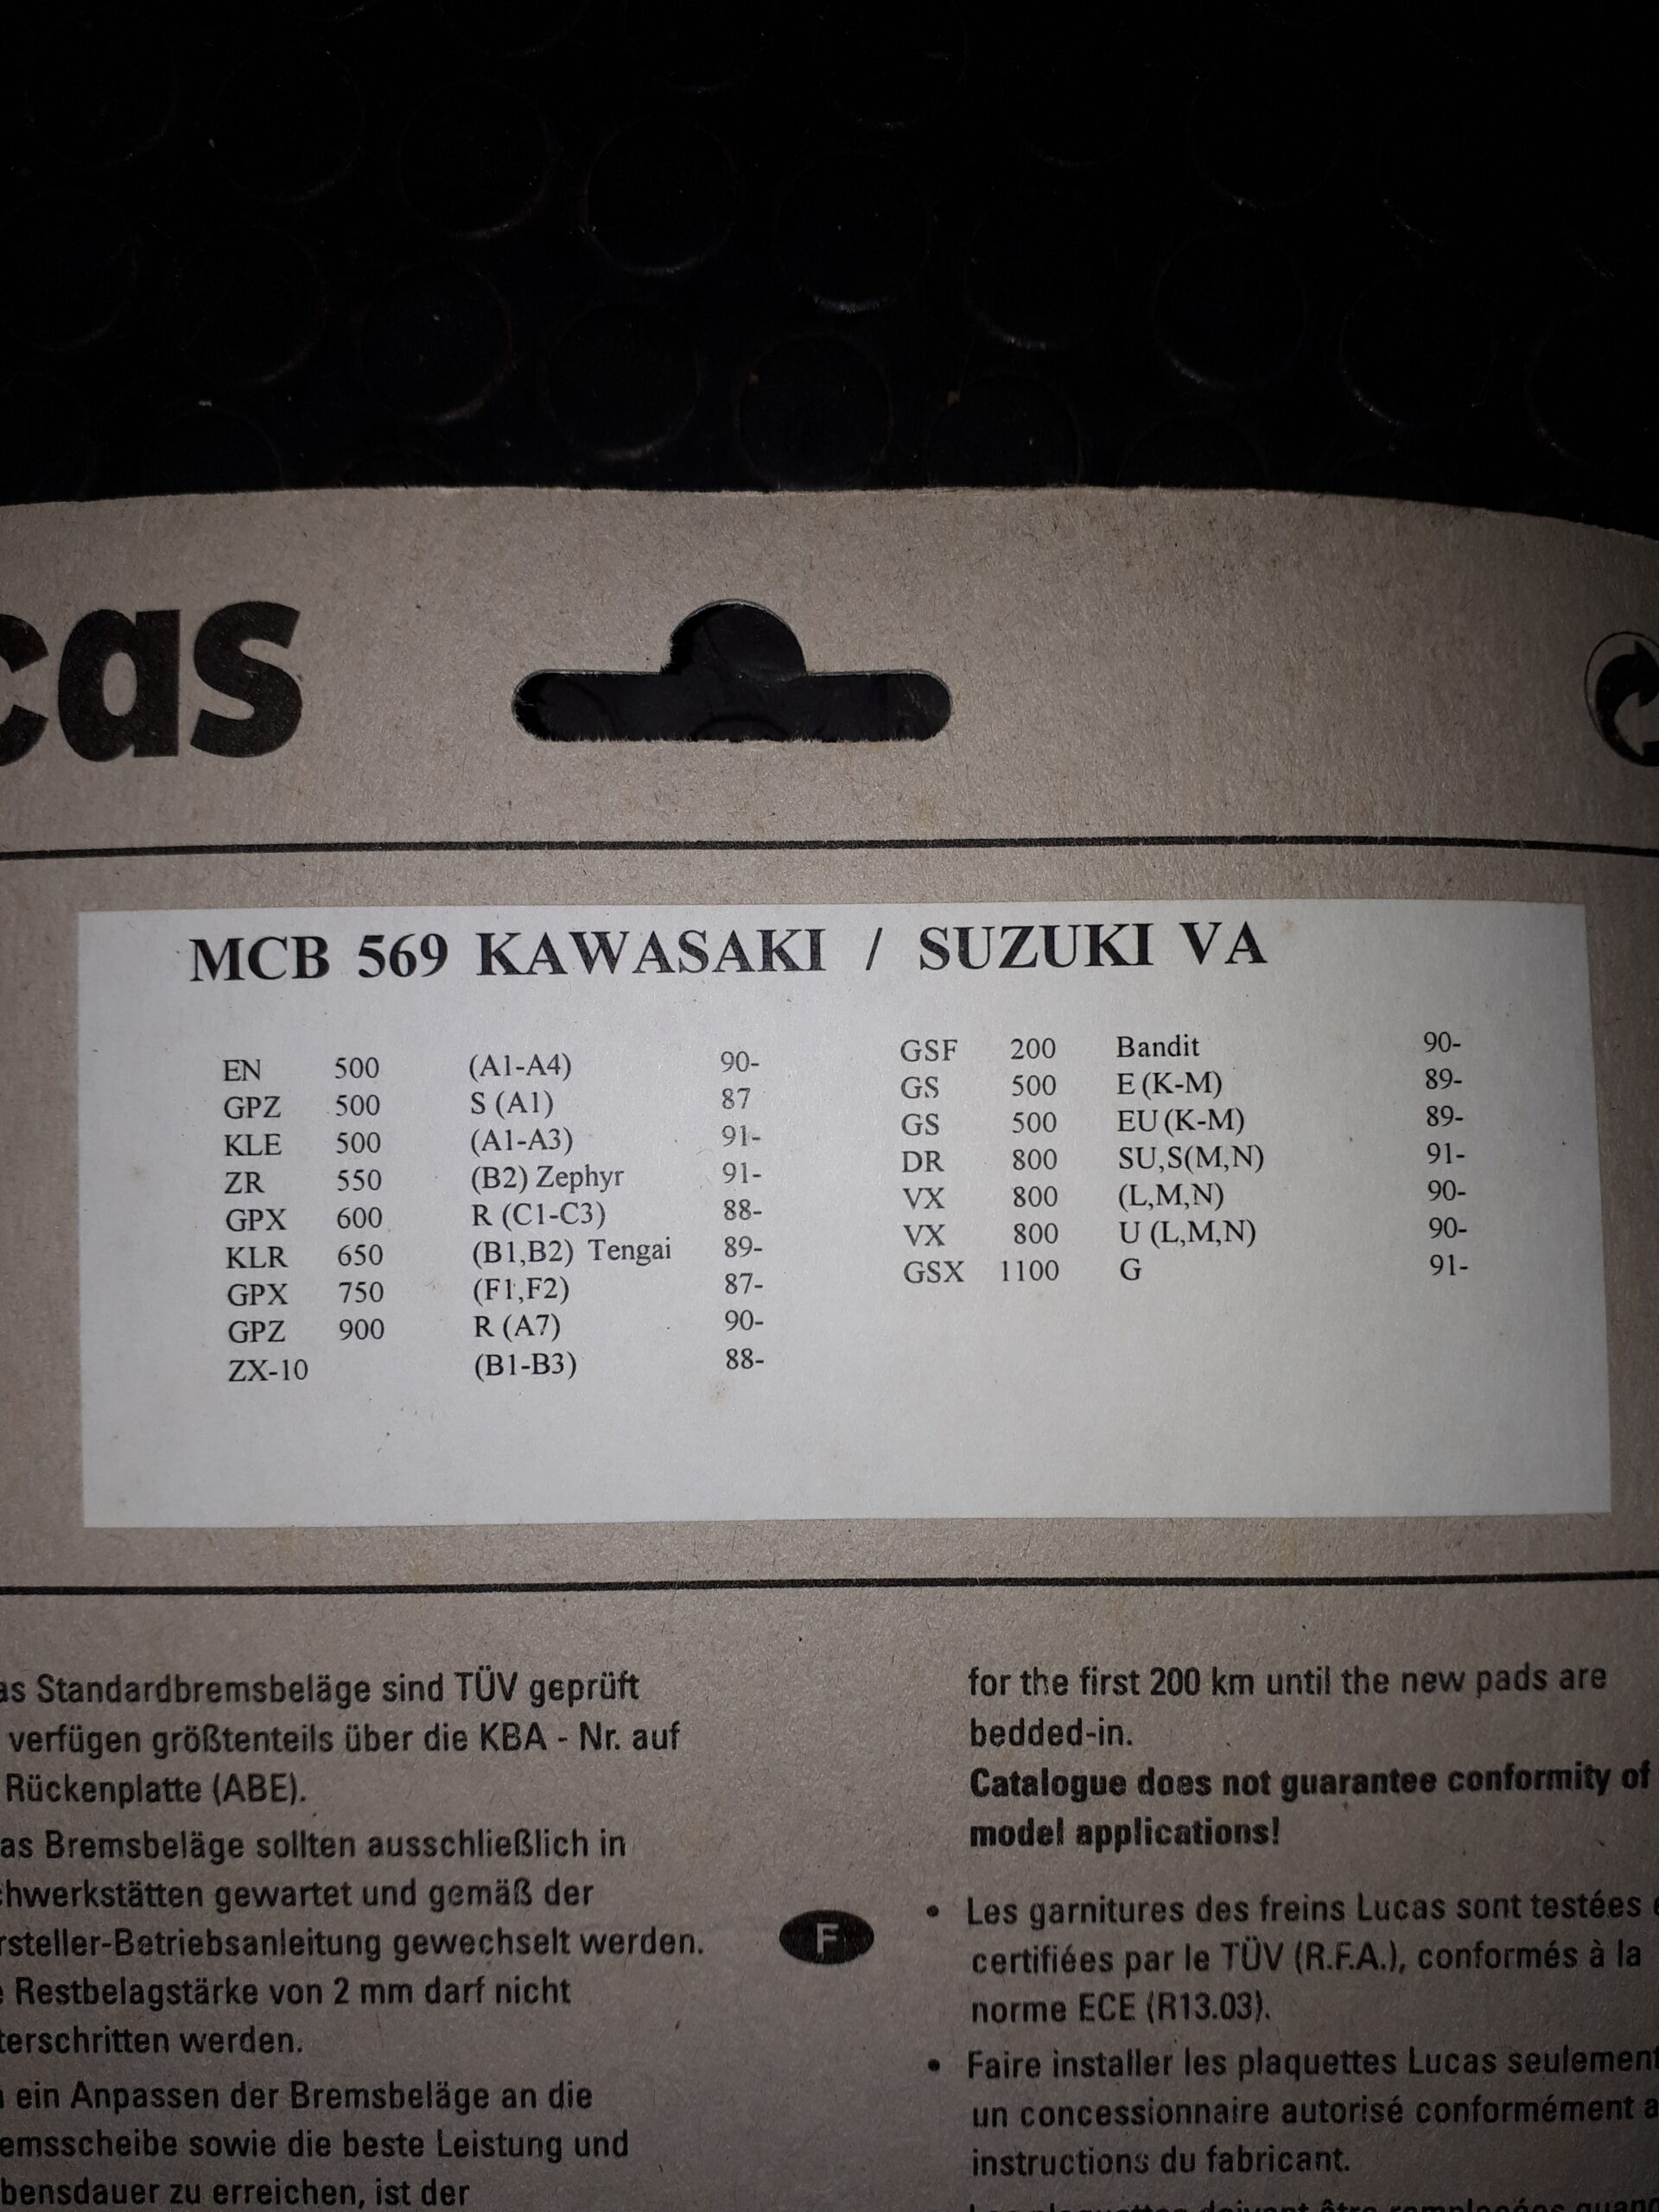 cas
MCB 569 KAWASAKI / SUZUKI VA
EN 500 (A1-A4) 90-
GPZ 500 S (A1) 87
KLE 500 (A1-A3) 91-
ZR 550 (B2) Zephyr 91-
GPX 600 R (C1-C3) 88-
KLR 650 (B1,B2) Tengai 89-
GPX 750 (F1,F2) 87-
GPZ 900 R (A7) 90-
ZX-10 (B1-B3) 88-
GSF 200 Bandit 90-
GS 500 E (K-M) 89-
GS 500 EU (K-M) 89-
DR 800 SU,S(M,N) 91-
VX 800 (L,M,N) 90-
VX 800 U (L,M,N) 90-
GSX 1100 G 91-
as Standardbremsbeläge sind TÜV geprüft
verfügen größtenteils über die KBA - Nr. auf
Rückenplatte (ABE).
as Bremsbeläge sollten ausschließlich in
chwerkstätten gewartet und gemäß der
rsteller-Betriebsanleitung gewechselt werden.
e Restbelagstärke von 2 mm darf nicht
terschritten werden.
ein Anpassen der Bremsbeläge an die
emsscheibe sowie die beste Leistung und
bensdauer zu erreichen, ist der
for the first 200 km until the new pads are
bedded-in.
Catalogue does not guarantee conformity of
model applications!
F
• Les garnitures des freins Lucas sont testées
certifiées par le TÜV (R.F.A.), conformés à la
norme ECE (R13.03).
• Faire installer les plaquettes Lucas seulement
un concessionnaire autorisé conformément a
instructions du fabricant.